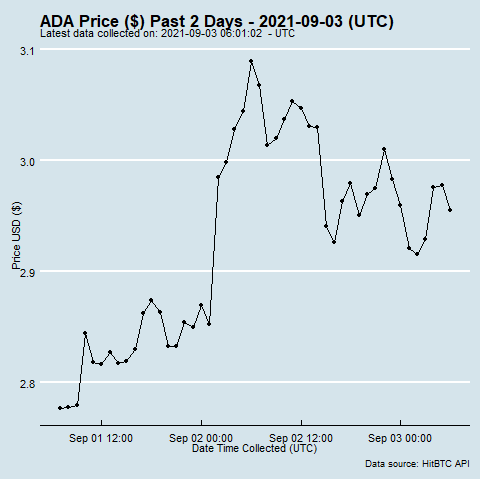 ADA Price ($) Past 2 Days - 2021-09-03 (UTC)
Latest data collected on: 2021-09-03 06:01:02  - UTC
3.1
3.0
2.9
2.8
Price USD ($)
Sep 01 12:00 Sep 02 00:00 Sep 02 12:00 Sep 03 00:00
Date Time Collected (UTC)
Data source: HitBTC API